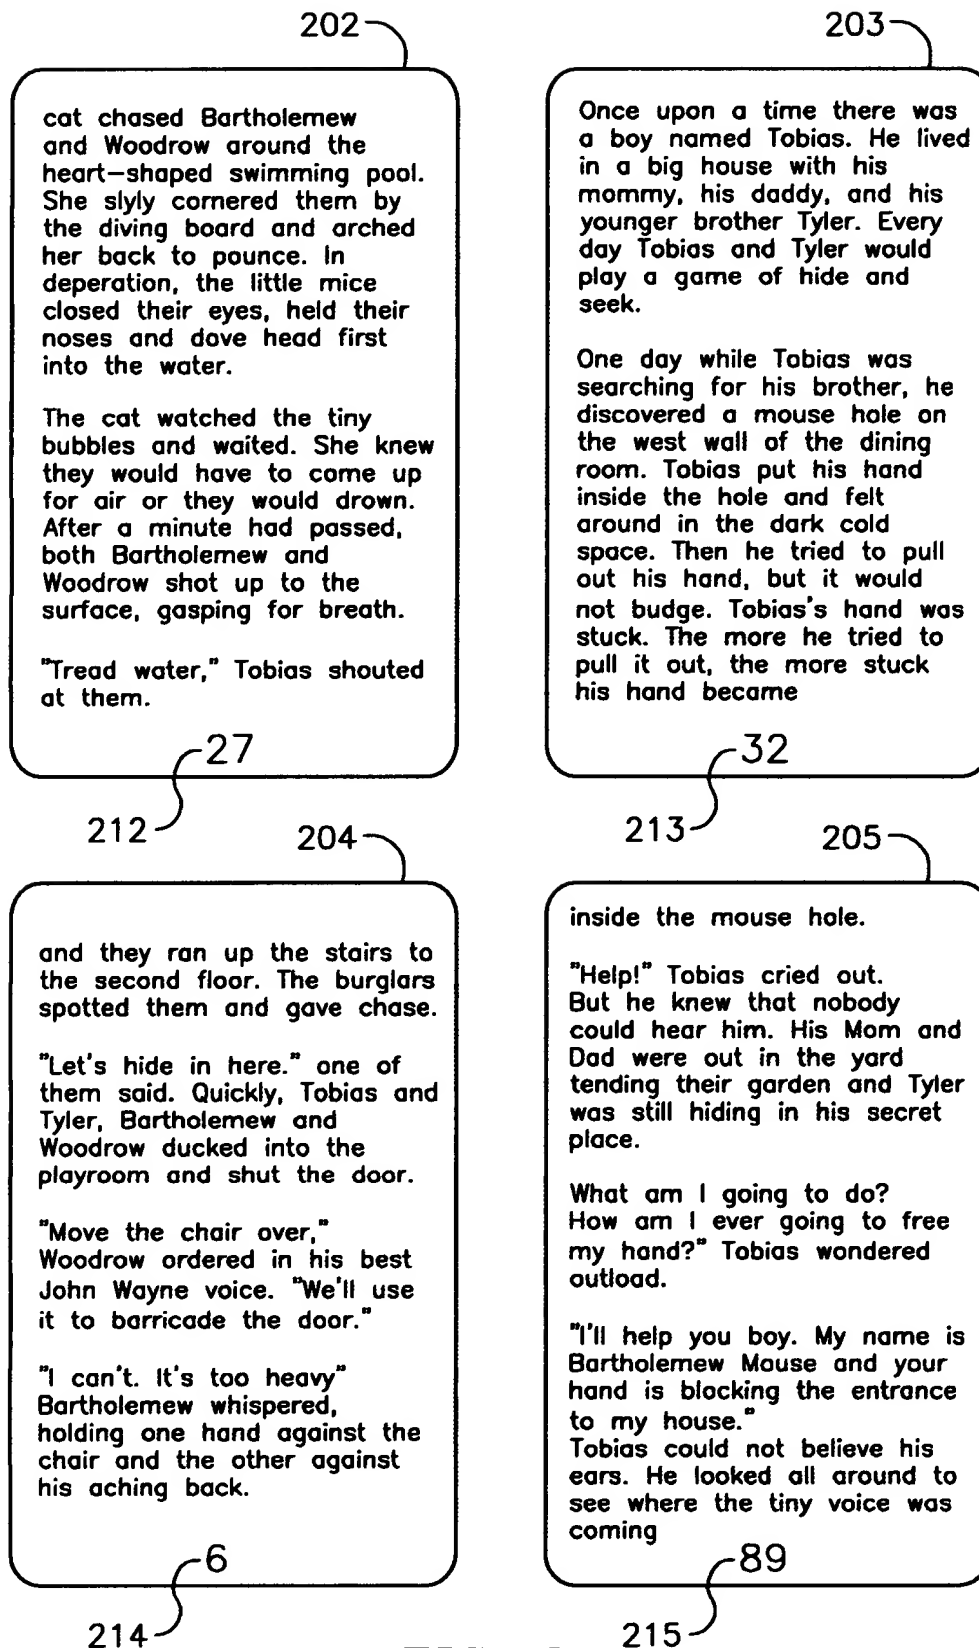 202
cat chased Bartholemew
and Woodrow around the
heart-shaped swimming pool.
She slyly cornered them by
the diving board and arched
her back to pounce. In
deperation, the little mice
closed their eyes, held their
noses and dove head first
into the water.
The cat watched the tiny
bubbles and waited. She knew
they would have to come up
for air or they would drown.
After a minute had passed,
both Bartholemew and
Woodrow shot up to the
surface, gasping for breath.
"Tread water," Tobias shouted
at them.
27
212
203
Once upon a time there was
a boy named Tobias. He lived
in a big house with his
mommy, his daddy, and his
younger brother Tyler. Every
day Tobias and Tyler would
play a game of hide and
seek.
One day while Tobias was
searching for his brother, he
discovered a mouse hole on
the west wall of the dining
room. Tobias put his hand
inside the hole and felt
around in the dark cold
space. Then he tried to pull
out his hand, but it would
not budge. Tobias's hand was
stuck. The more he tried to
pull it out, the more stuck
his hand became
32
213
204
and they ran up the stairs to
the second floor. The burglars
spotted them and gave chase.
"Let's hide in here." one of
them said. Quickly, Tobias and
Tyler, Bartholemew and
Woodrow ducked into the
playroom and shut the door.
"Move the chair over,"
Woodrow ordered in his best
John Wayne voice. "We'll use
it to barricade the door."
"I can't. It's too heavy"
Bartholemew whispered,
holding one hand against the
chair and the other against
his aching back.
6
214
205
inside the mouse hole.
"Help!" Tobias cried out.
But he knew that nobody
could hear him. His Mom and
Dad were out in the yard
tending their garden and Tyler
was still hiding in his secret
place.
What am I going to do?
How am I ever going to free
my hand?" Tobias wondered
outload.
"I'll help you boy. My name is
Bartholemew Mouse and your
hand is blocking the entrance
to my house."
Tobias could not believe his
ears. He looked all around to
see where the tiny voice was
coming
89
215